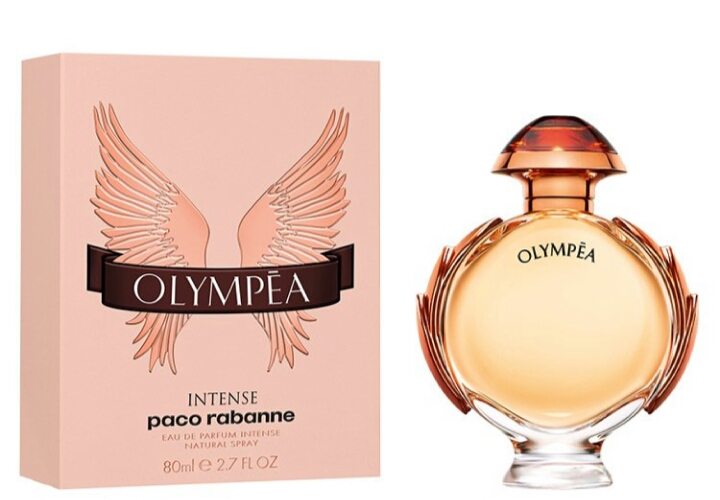 OLYMPĒA
INTENSE
paco rabanne
EAU DE PARFUM INTENSE
NATURAL SPRAY
80ml e 2.7 FL OZ
OLYMPĒA